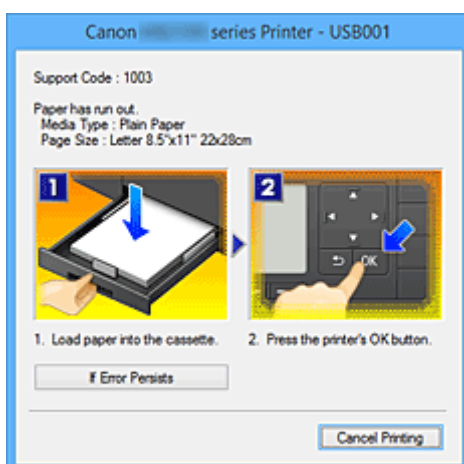 Canon series Printer - USB001
Support Code : 1003
Paper has run out.
Media Type : Plain Paper
Page Size : Letter 8.5"x11" 22x28cm
1
2
OK
1. Load paper into the cassette.
2. Press the printer's OK button.
If Error Persists
Cancel Printing